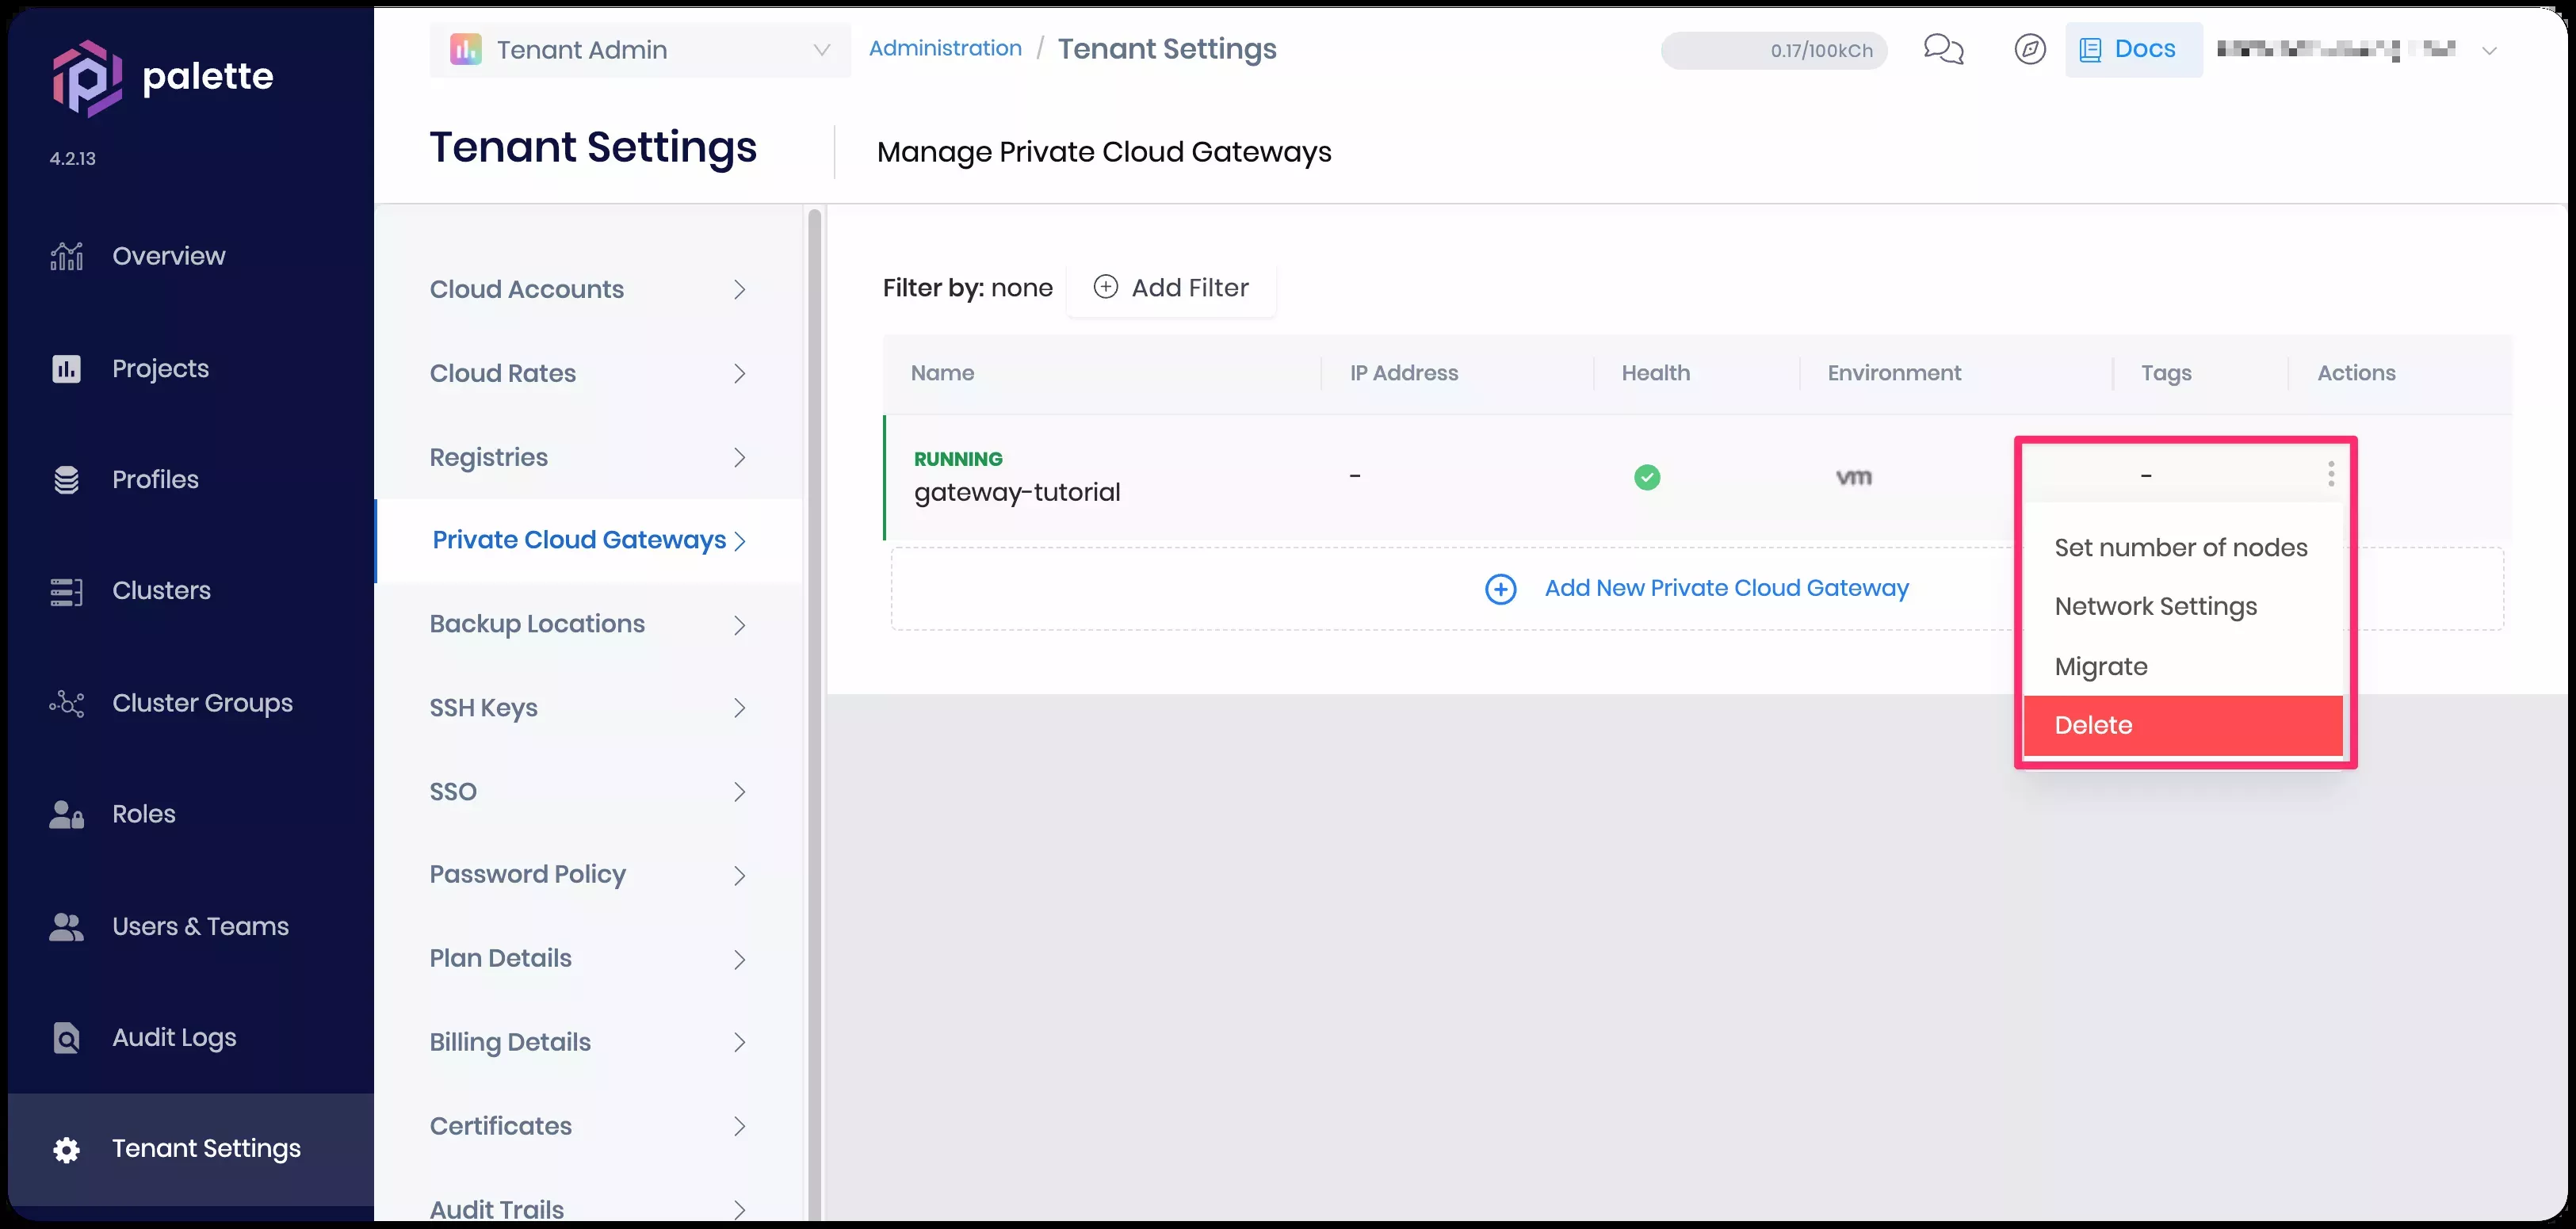 palette
4.2.13
Overview
Projects
Profiles
Clusters
Cluster Groups
Roles
Users & Teams
Audit Logs
Tenant Settings
Tenant Admin
Administration / Tenant Settings
0.17/100kCh
Docs
Tenant Settings
Manage Private Cloud Gateways
Cloud Accounts
Cloud Rates
Registries
Private Cloud Gateways
Backup Locations
SSH Keys
SSO
Password Policy
Plan Details
Billing Details
Certificates
Audit Trails
Filter by: none
Add Filter
Name IP Address Health Environment Tags Actions
RUNNING
gateway-tutorial - vm -
Add New Private Cloud Gateway
Set number of nodes
Network Settings
Migrate
Delete